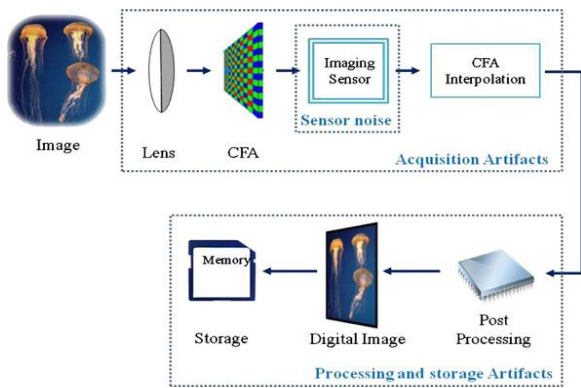 Image
Lens
CFA
Imaging
Sensor
Sensor noise
CFA
Interpolation
Acquisition Artifacts
Memory
Storage
Digital Image
Post
Processing
Processing and storage Artifacts